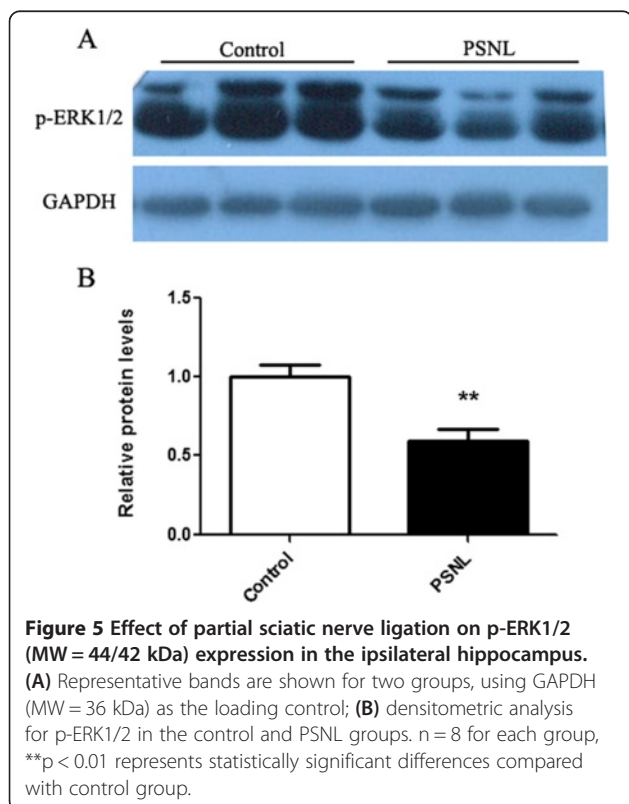 A
Control PSNL
p-ERK1/2
GAPDH
B
Relative protein levels
1.5
1.0
0.5
0.0
**
Control
PSNL
Figure 5 Effect of partial sciatic nerve ligation on p-ERK1/2
(MW = 44/42 kDa) expression in the ipsilateral hippocampus.
(A) Representative bands are shown for two groups, using GAPDH
(MW = 36 kDa) as the loading control; (B) densitometric analysis
for p-ERK1/2 in the control and PSNL groups. n = 8 for each group,
**p < 0.01 represents statistically significant differences compared
with control group.